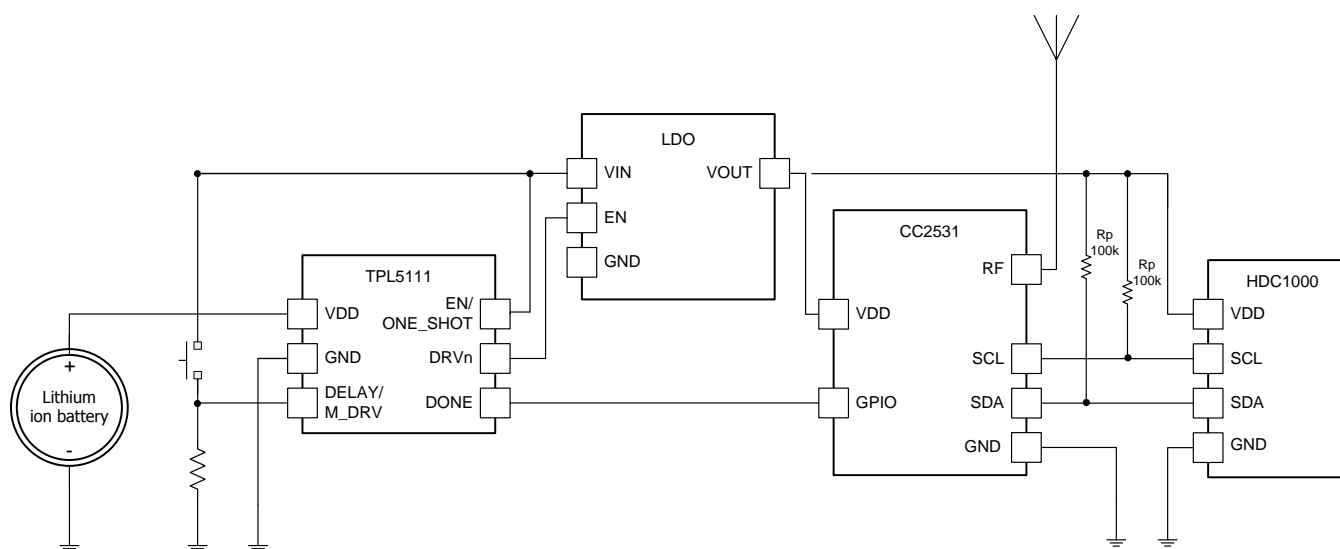 LDO
VIN
VOUT
EN
GND
CC2531
RF
VDD
SCL
GPIO
SDA
GND
Rp
100k
Rp
100k
HDC1000
VDD
SCL
SDA
GND
TPL5111
VDD
EN/
ONE_SHOT
GND
DRVn
DELAY/
M_DRV
DONE
+
Lithium
ion battery
-